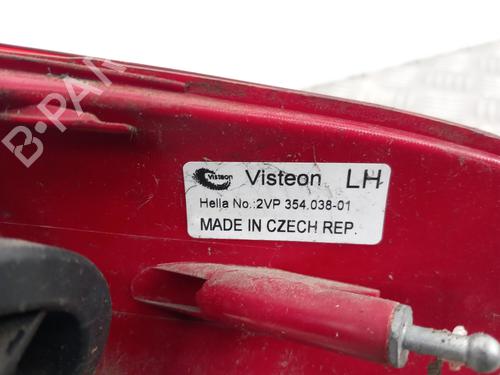 B-PARTS
Visteon Visteon LH
Hella No.:2VP 354.038-01
MADE IN CZECH REP.